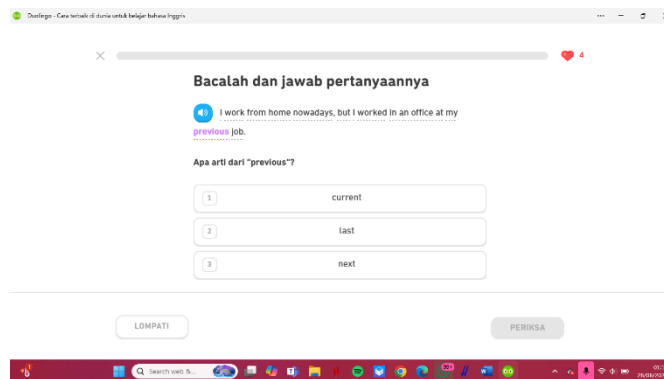 Duolingo - Cara terbaik di dunia untuk belajar bahasa Inggris
4
Bacalah dan jawab pertanyaannya
I work from home nowadays, but I worked in an office at my
previous job.
Apa arti dari "previous"?
1 current
2 last
3 next
LOMPATI
PERIKSA
Search web &...